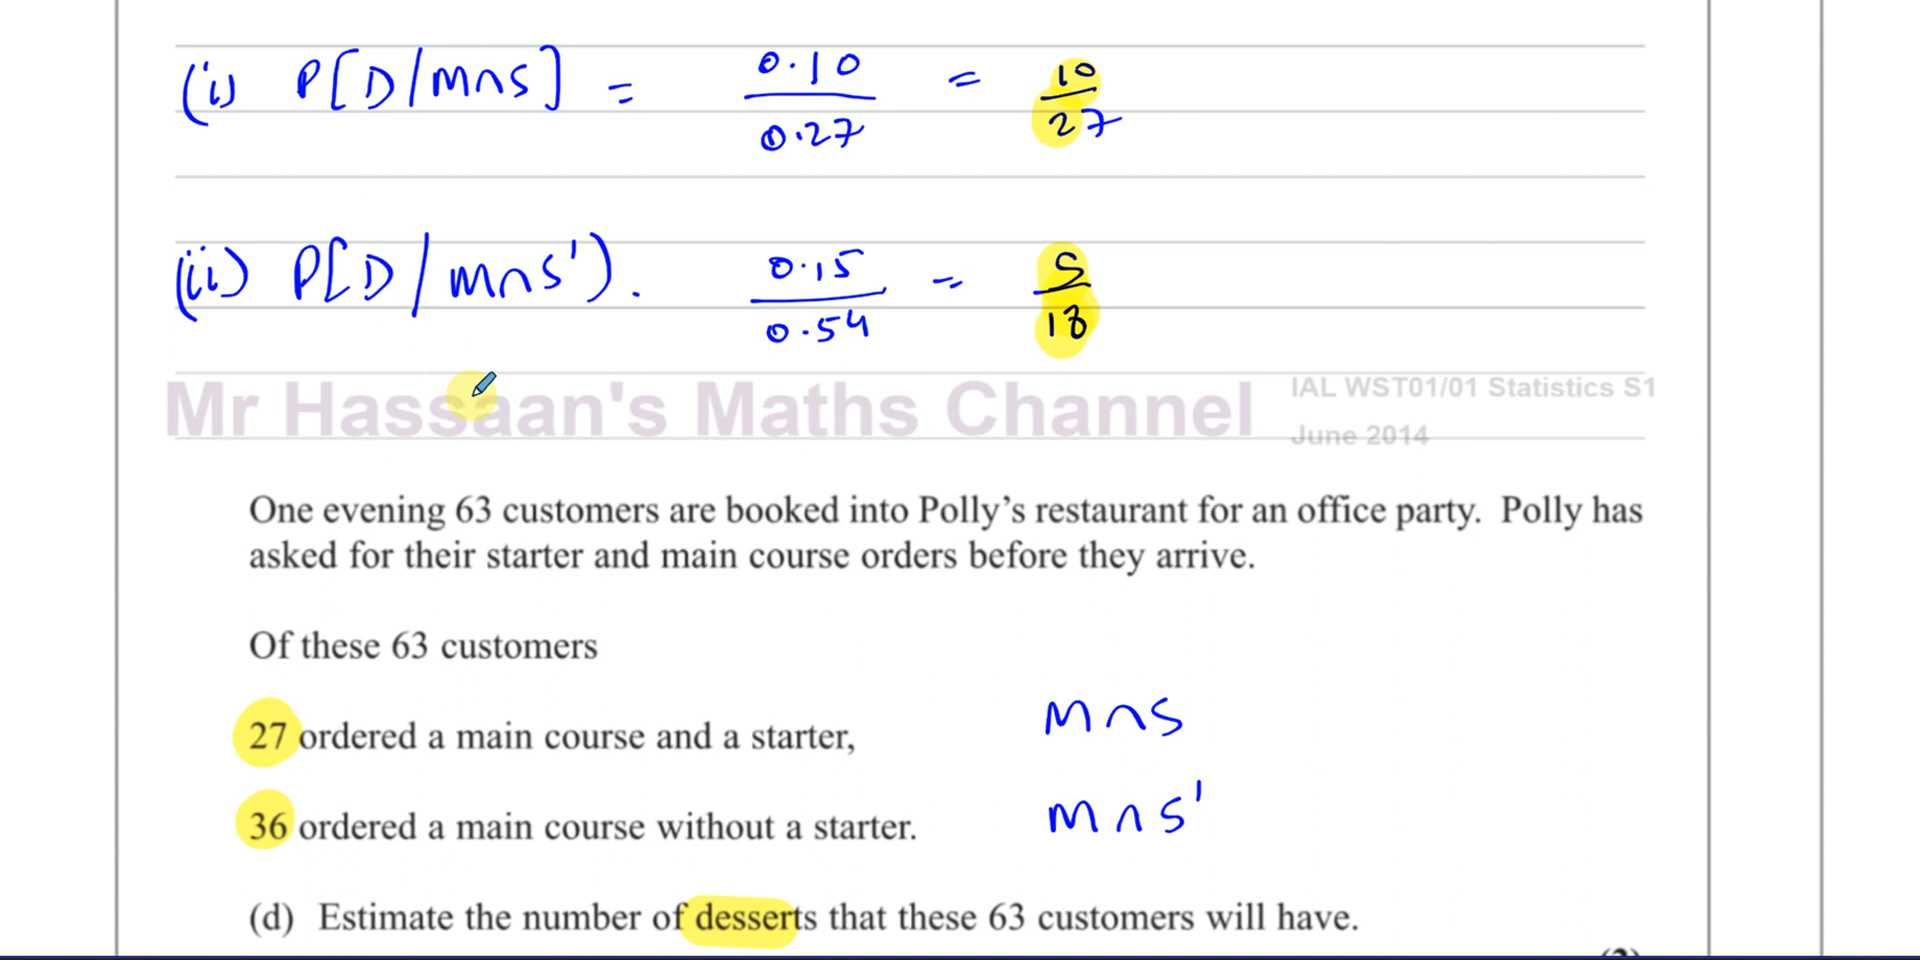 (i) P[D/M∩S] = 0.10/0.27 = 10/27
(ii) P[D/M∩S'). 0.15/0.54 = 5/18
Mr Hassaan's Maths Channel
IAL WST01/01 Statistics S1
June 2014
One evening 63 customers are booked into Polly's restaurant for an office party. Polly has
asked for their starter and main course orders before they arrive.
Of these 63 customers
27 ordered a main course and a starter, M∩S
36 ordered a main course without a starter. M∩S'
(d) Estimate the number of desserts that these 63 customers will have.